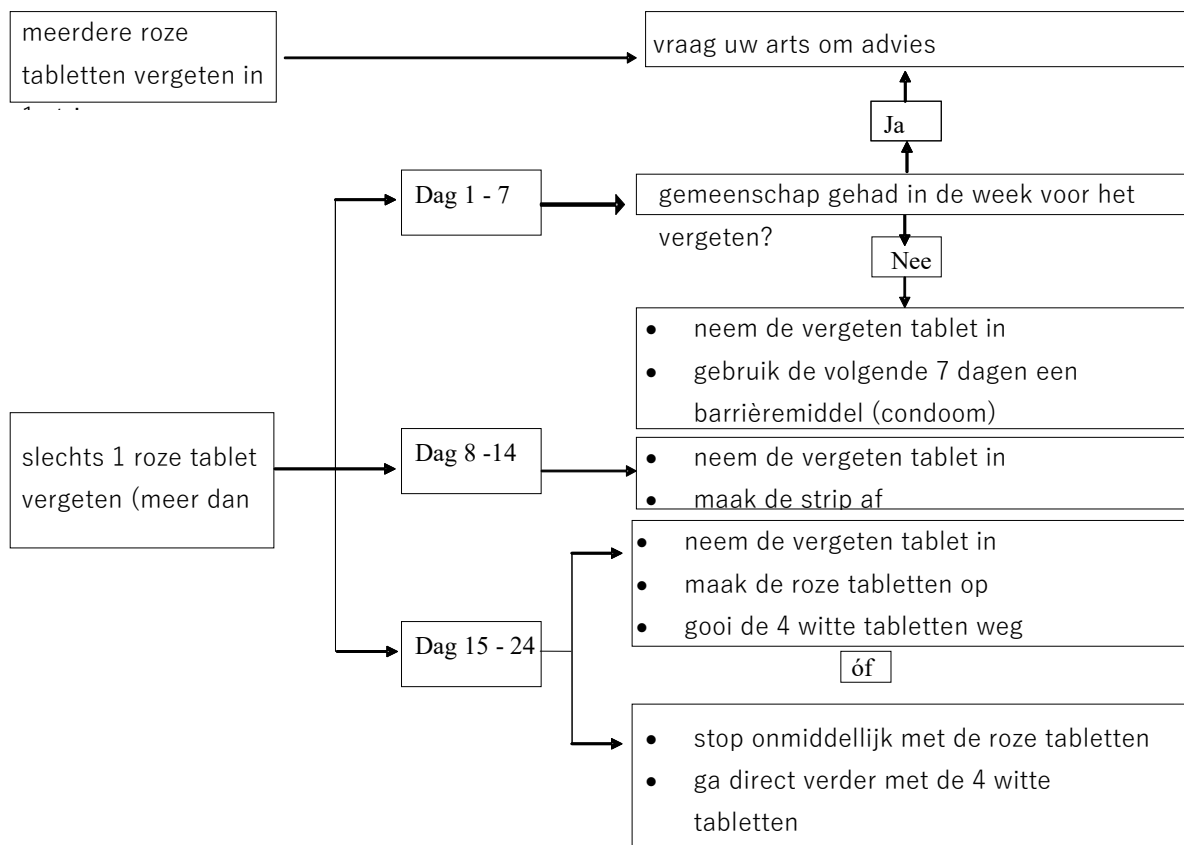 meerdere roze
tabletten vergeten in
vraag uw arts om advies
Ja
Dag 1 - 7
gemeenschap gehad in de week voor het
vergeten?
Nee
• neem de vergeten tablet in
• gebruik de volgende 7 dagen een
barrièremiddel (condoom)
slechts 1 roze tablet
vergeten (meer dan
Dag 8 -14
• neem de vergeten tablet in
• maak de strip af
Dag 15 - 24
• neem de vergeten tablet in
• maak de roze tabletten op
• gooi de 4 witte tabletten weg
óf
• stop onmiddellijk met de roze tabletten
• ga direct verder met de 4 witte
tabletten